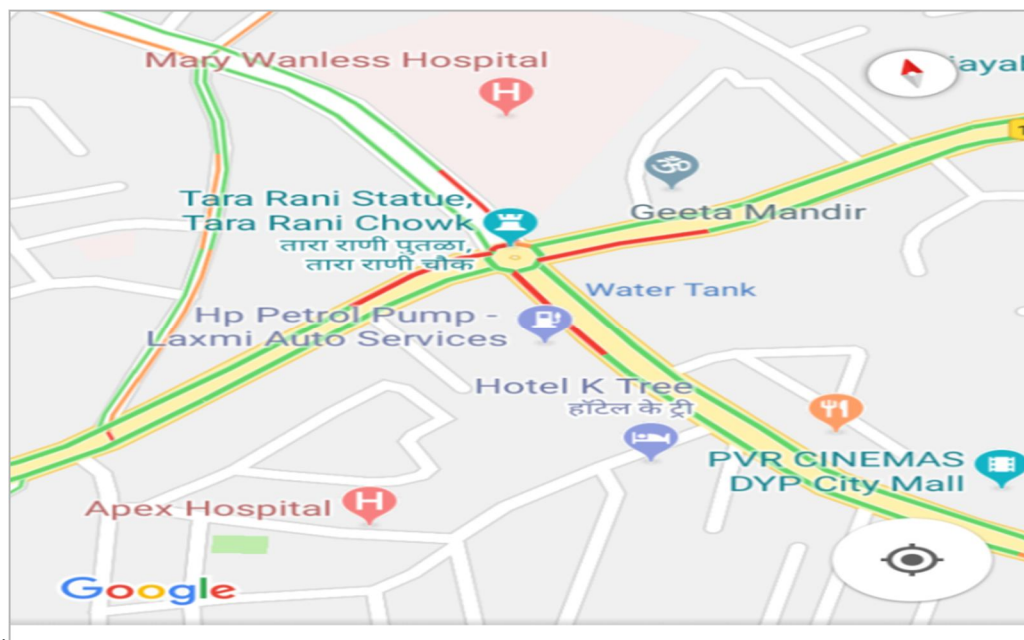 Mary Wanless Hospital
H
Tara Rani Statue,
Tara Rani Chowk
तारा राणी पुतळा,
तारा राणी चौक
ॐ
Geeta Mandir
Water Tank
Hp Petrol Pump -
Laxmi Auto Services
Hotel K Tree
हॉटेल के ट्री
PVR CINEMAS
DYP City Mall
Apex Hospital
H
Google